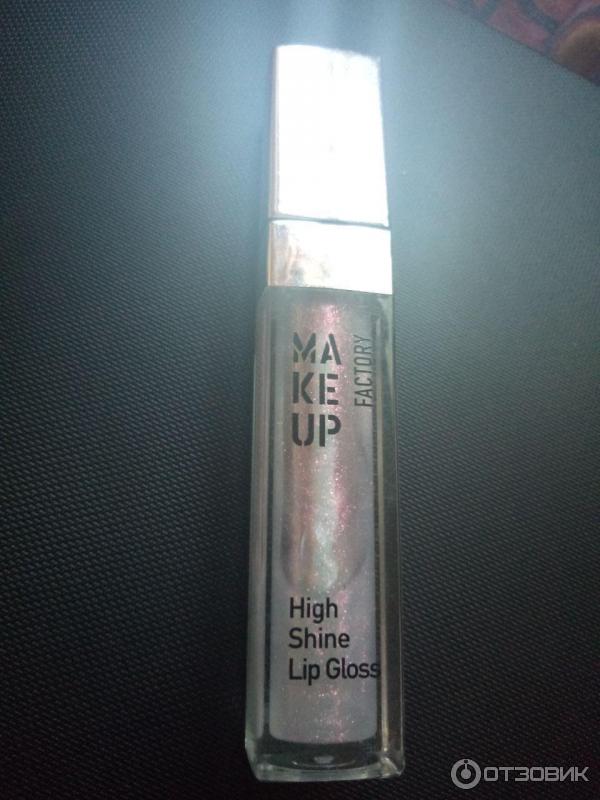 MA
KE
UP
FACTORY
High
Shine
Lip Gloss
ОТЗОВИК